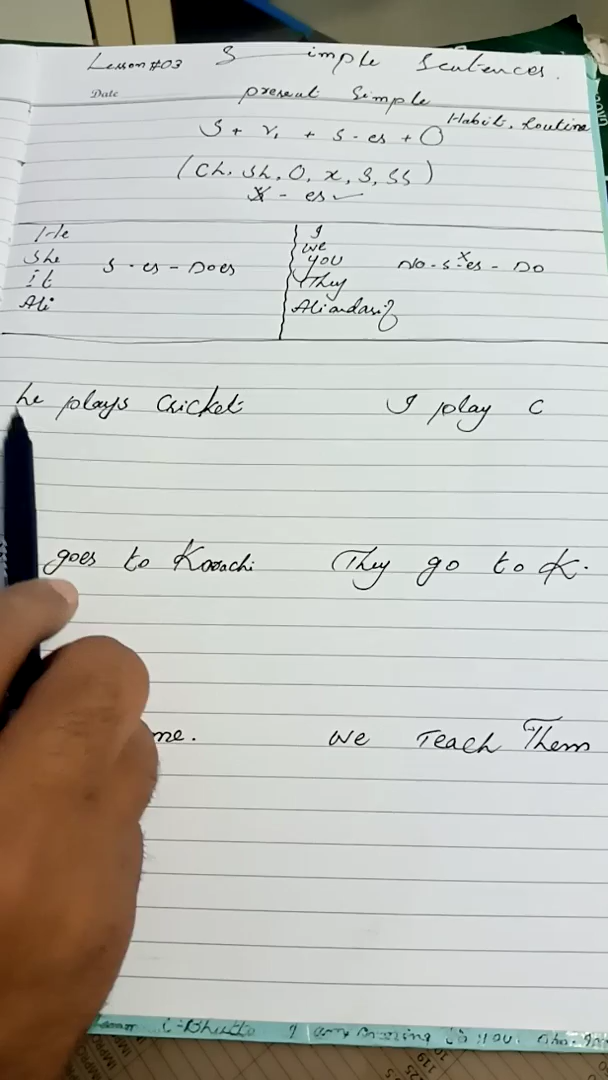 Lesson #03 Simple Sentences.
Date present Simple
S + V1 + s - es + O Habit, Routine
(Ch, Sh, O, x, S, SS)
- es ✓
He I
She we
it S - es - Does you No - s - es - Do
They
Ali Ali and Asif
he plays Cricket I play C
goes to Karachi They go to K.
me. we Teach Them